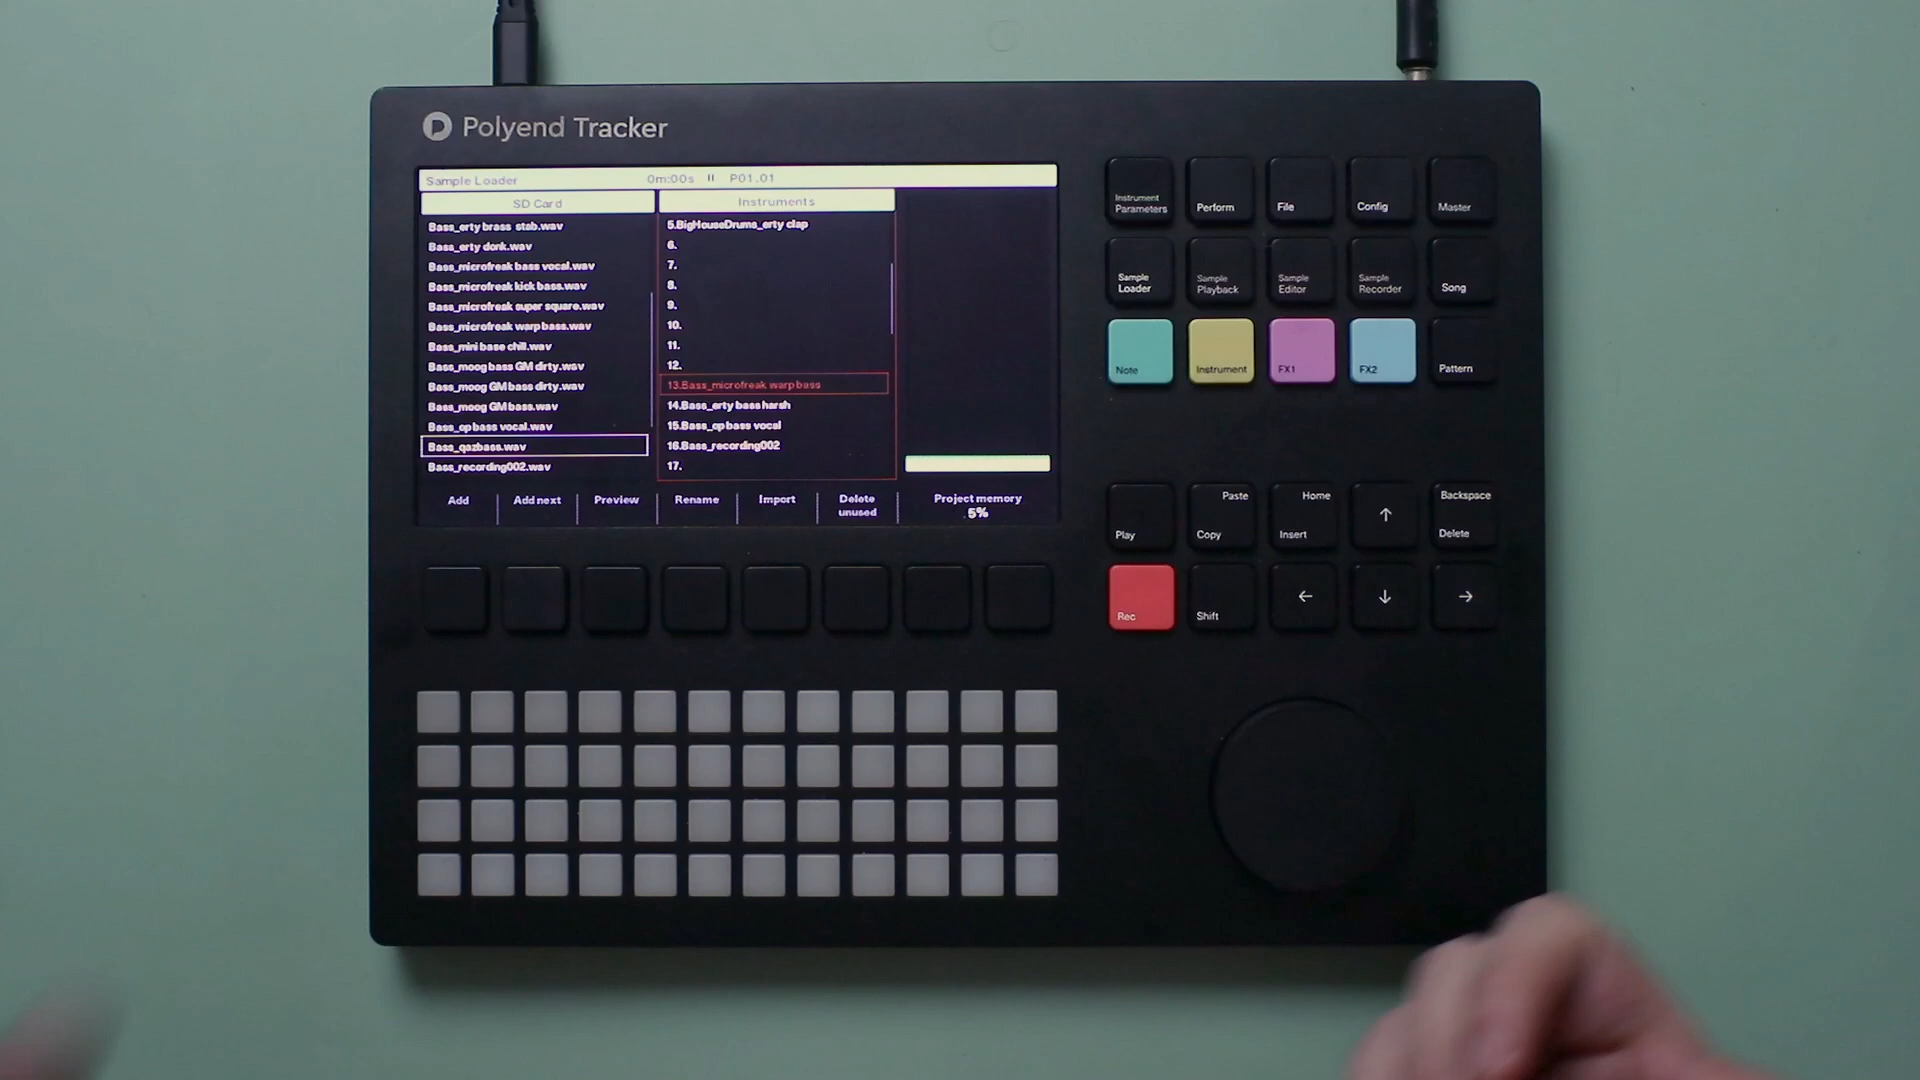 Polyend Tracker
Sample Loader 0m:00s P01.01
SD Card
Instruments
Bass_erty brass stab.wav
Bass_erty donk.wav
Bass_microfreak bass vocal.wav
Bass_microfreak kick bass.wav
Bass_microfreak super square.wav
Bass_microfreak warp bass.wav
Bass_mini base chill.wav
Bass_moog bass GM dirty.wav
Bass_moog GM bass dirty.wav
Bass_moog GM bass.wav
Bass_op bass vocal.wav
Bass_qazbass.wav
Bass_recording002.wav
5.BigHouseDrums_erty clap
6.
7.
8.
9.
10.
11.
12.
13.Bass_microfreak warp bass
14.Bass_erty bass harsh
15.Bass_op bass vocal
16.Bass_recording002
17.
Add
Add next
Preview
Rename
Import
Delete
unused
Project memory
5%
Instrument
Parameters
Perform
File
Config
Master
Sample
Loader
Sample
Playback
Sample
Editor
Sample
Recorder
Song
Note
Instrument
FX1
FX2
Pattern
Play
Paste
Copy
Home
Insert
↑
Backspace
Delete
Rec
Shift
←
↓
→